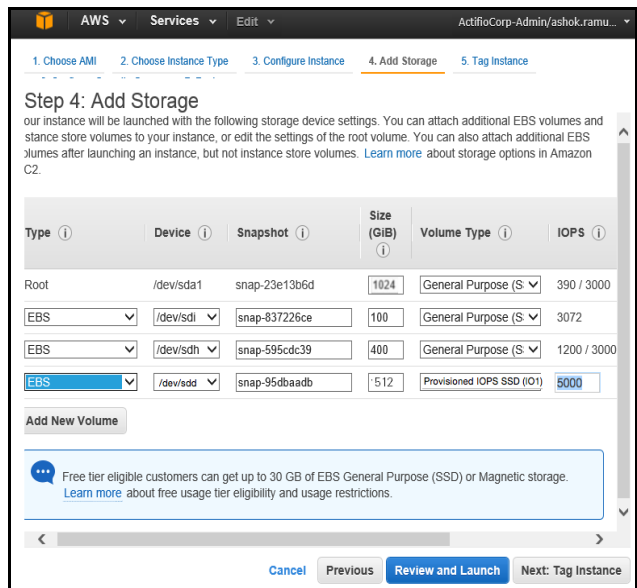 AWS Services Edit ActifioCorp-Admin/ashok.ramu...
1. Choose AMI 2. Choose Instance Type 3. Configure Instance 4. Add Storage 5. Tag Instance
Step 4: Add Storage
our instance will be launched with the following storage device settings. You can attach additional EBS volumes and
stance store volumes to your instance, or edit the settings of the root volume. You can also attach additional EBS
olumes after launching an instance, but not instance store volumes. Learn more about storage options in Amazon
C2.
Type Device Snapshot Size (GiB) Volume Type IOPS
Root /dev/sda1 snap-23e13b6d 1024 General Purpose (S 390 / 3000
EBS /dev/sdi snap-837226ce 100 General Purpose (S 3072
EBS /dev/sdh snap-595cdc39 400 General Purpose (S 1200 / 3000
EBS /dev/sdd snap-95dbaadb 512 Provisioned IOPS SSD (IO1) 5000
Add New Volume
Free tier eligible customers can get up to 30 GB of EBS General Purpose (SSD) or Magnetic storage.
Learn more about free usage tier eligibility and usage restrictions.
Cancel Previous Review and Launch Next: Tag Instance